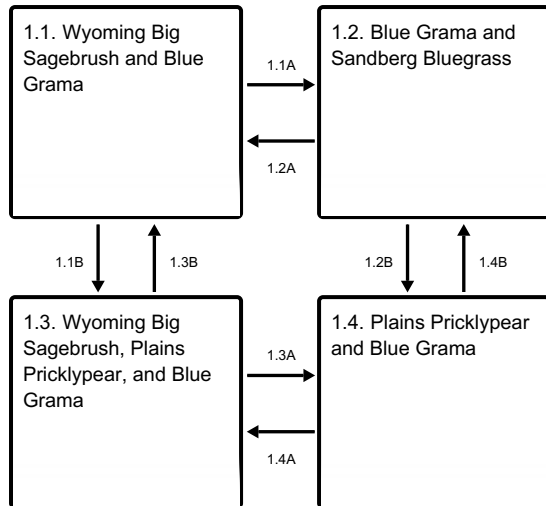 1.1. Wyoming Big
Sagebrush and Blue
Grama
1.1A
1.2A
1.2. Blue Grama and
Sandberg Bluegrass
1.1B
1.3B
1.2B
1.4B
1.3. Wyoming Big
Sagebrush, Plains
Pricklypear, and Blue
Grama
1.3A
1.4A
1.4. Plains Pricklypear
and Blue Grama